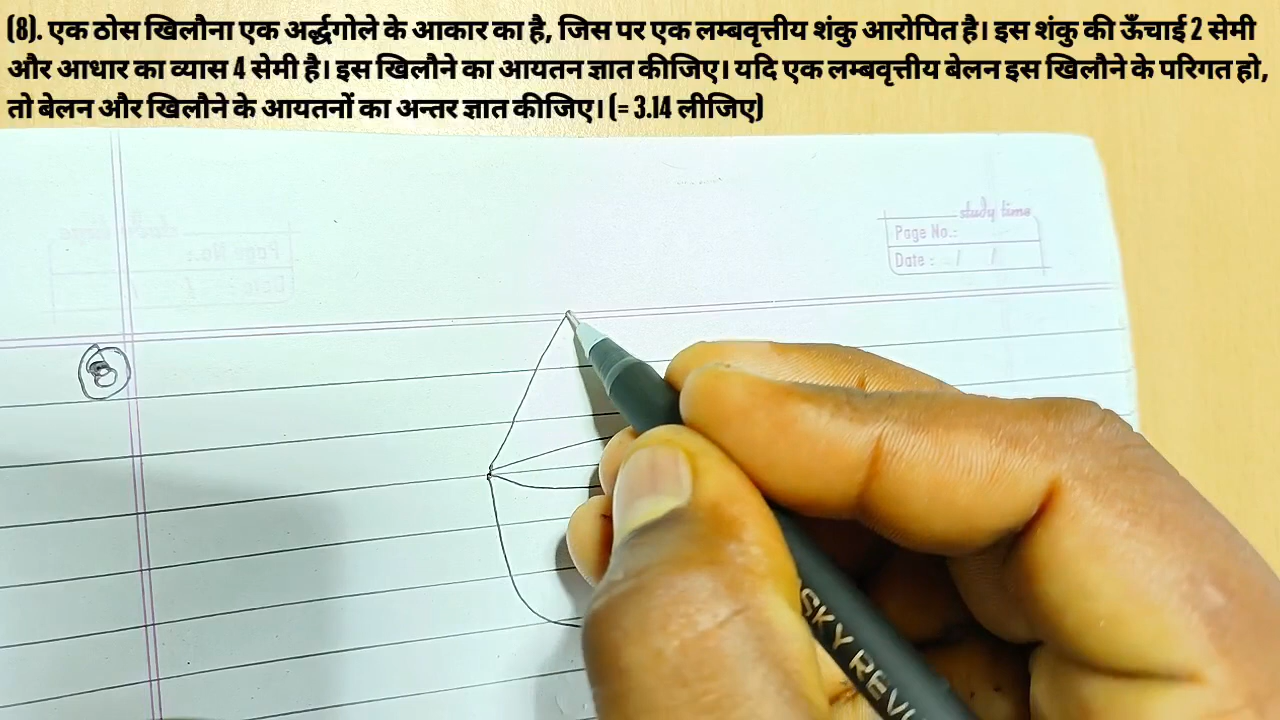 (8). एक ठोस खिलौना एक अर्द्धगोले के आकार का है, जिस पर एक लम्बवृत्तीय शंकु आरोपित है। इस शंकु की ऊँचाई 2 सेमी
और आधार का व्यास 4 सेमी है। इस खिलौने का आयतन ज्ञात कीजिए। यदि एक लम्बवृत्तीय बेलन इस खिलौने के परिगत हो,
तो बेलन और खिलौने के आयतनों का अन्तर ज्ञात कीजिए। (= 3.14 लीजिए)
study time
Page No.:
Date : / /
8
SKY REV